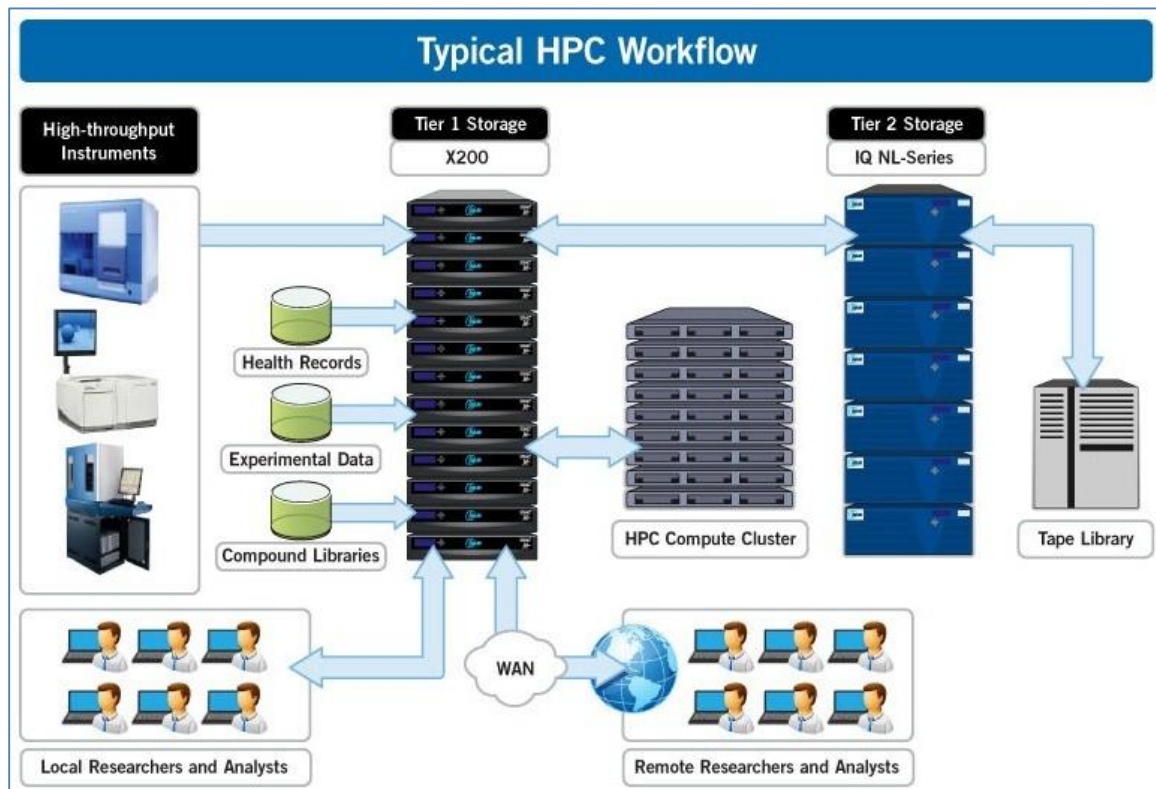 Typical HPC Workflow
High-throughput
Instruments
Tier 1 Storage
X200
Tier 2 Storage
IQ NL-Series
Health Records
Experimental Data
Compound Libraries
HPC Compute Cluster
Tape Library
WAN
Local Researchers and Analysts
Remote Researchers and Analysts